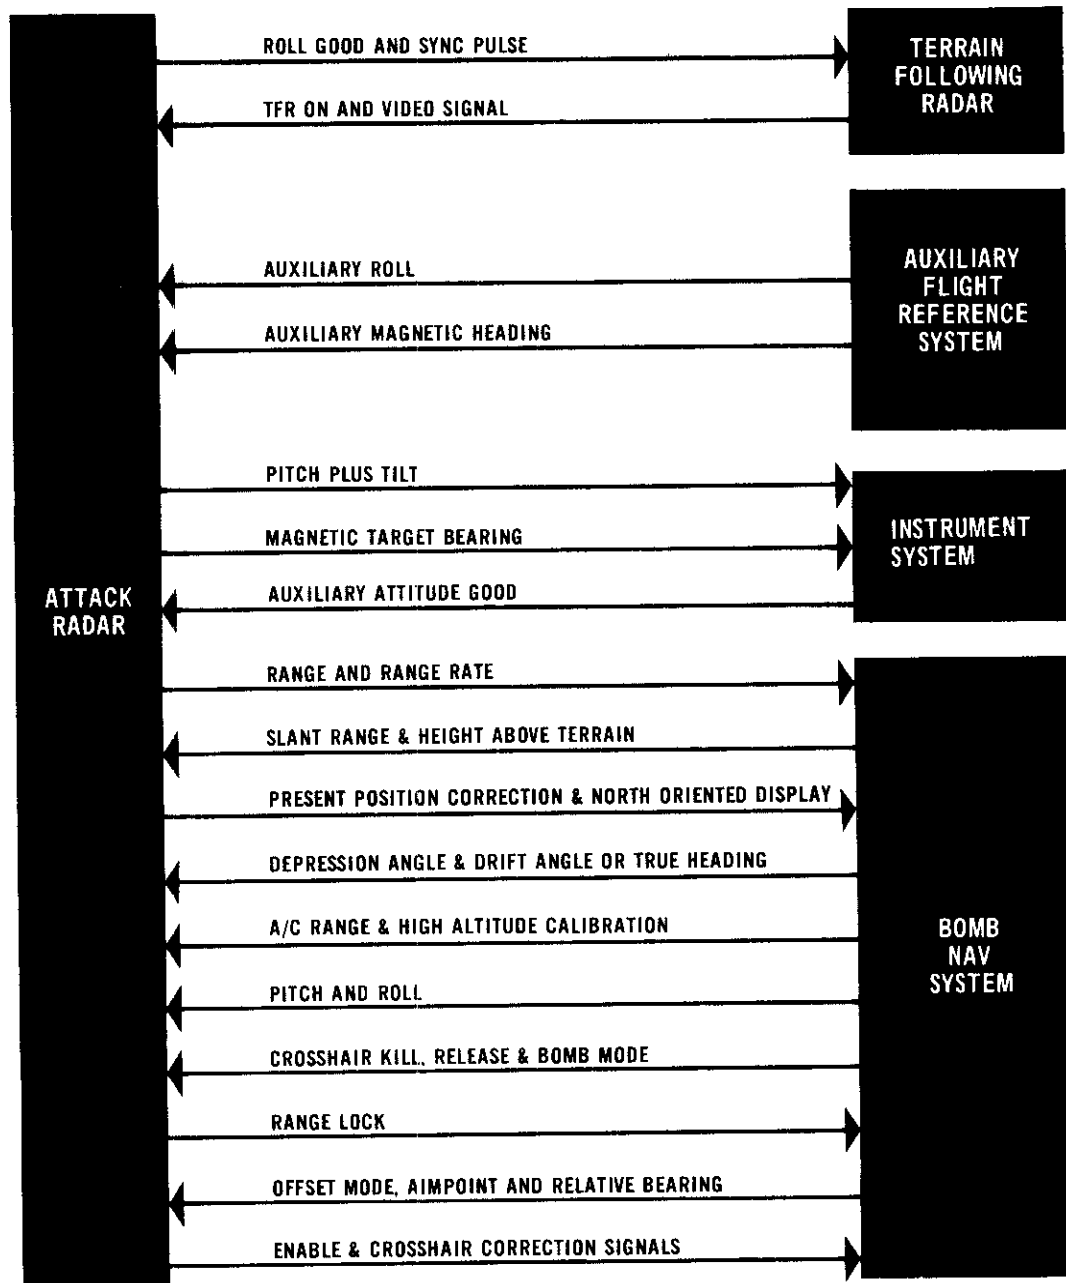 ROLL GOOD AND SYNC PULSE
TERRAIN
FOLLOWING
RADAR
TFR ON AND VIDEO SIGNAL
AUXILIARY ROLL
AUXILIARY MAGNETIC HEADING
AUXILIARY
FLIGHT
REFERENCE
SYSTEM
PITCH PLUS TILT
MAGNETIC TARGET BEARING
AUXILIARY ATTITUDE GOOD
INSTRUMENT
SYSTEM
ATTACK
RADAR
RANGE AND RANGE RATE
SLANT RANGE & HEIGHT ABOVE TERRAIN
PRESENT POSITION CORRECTION & NORTH ORIENTED DISPLAY
DEPRESSION ANGLE & DRIFT ANGLE OR TRUE HEADING
A/C RANGE & HIGH ALTITUDE CALIBRATION
PITCH AND ROLL
CROSSHAIR KILL, RELEASE & BOMB MODE
RANGE LOCK
OFFSET MODE, AIMPOINT AND RELATIVE BEARING
ENABLE & CROSSHAIR CORRECTION SIGNALS
BOMB
NAV
SYSTEM